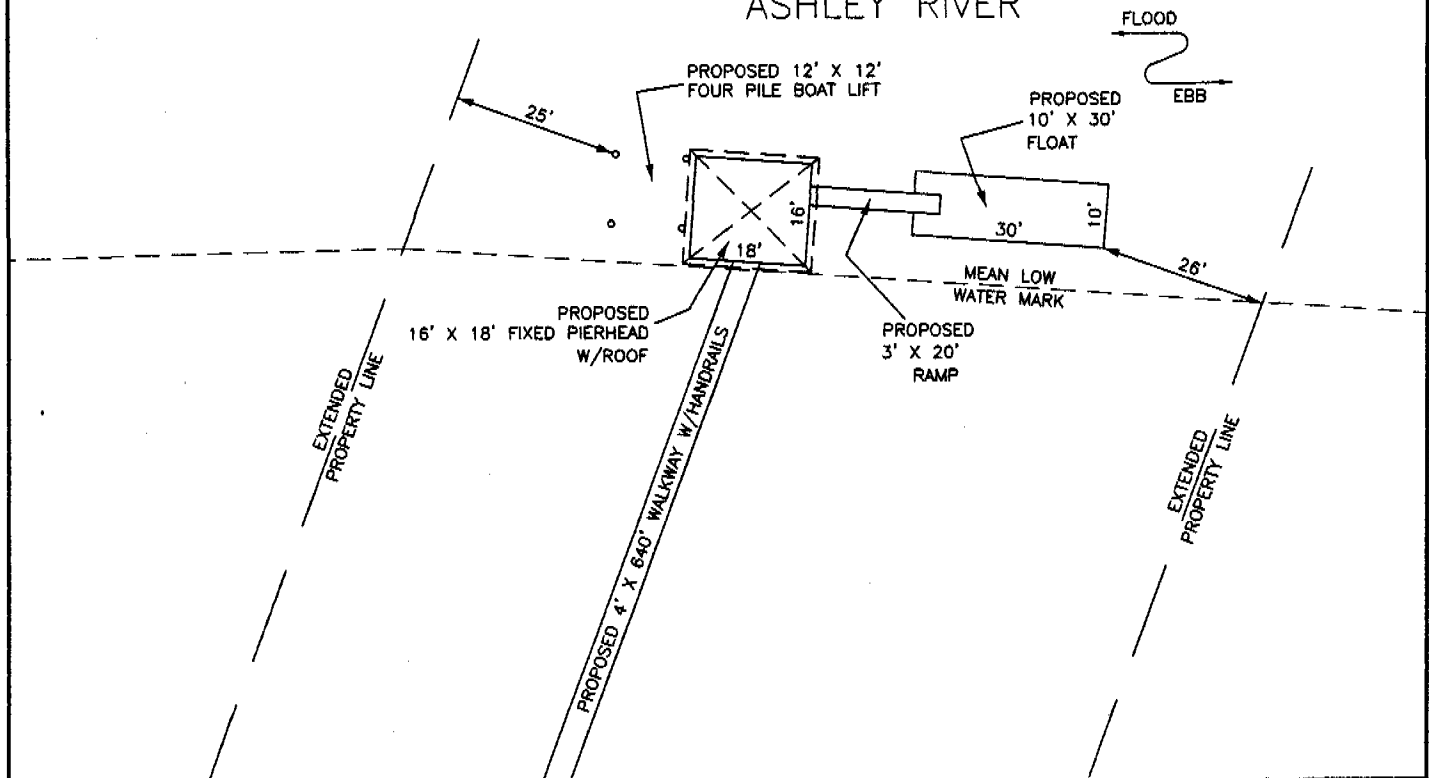 ASHLEY RIVER
FLOOD
EBB
PROPOSED 12' X 12'
FOUR PILE BOAT LIFT
PROPOSED
10' X 30'
FLOAT
25'
16'
18'
30'
10'
26'
MEAN LOW
WATER MARK
PROPOSED
16' X 18' FIXED PIERHEAD
W/ROOF
PROPOSED
3' X 20'
RAMP
EXTENDED
PROPERTY LINE
PROPOSED 4' X 640' WALKWAY W/HANDRAILS
EXTENDED
PROPERTY LINE